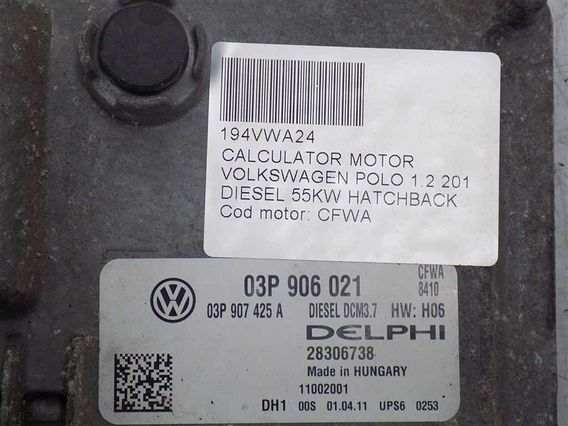 194VWA24
CALCULATOR MOTOR
VOLKSWAGEN POLO 1.2 201
DIESEL 55KW HATCHBACK
Cod motor: CFWA
03P 906 021
CFWA
8410
03P 907 425 A DIESEL DCM3.7 HW: H06
DELPHI
28306738
Made in HUNGARY
11002001
DH1 00S 01.04.11 UPS6 0253